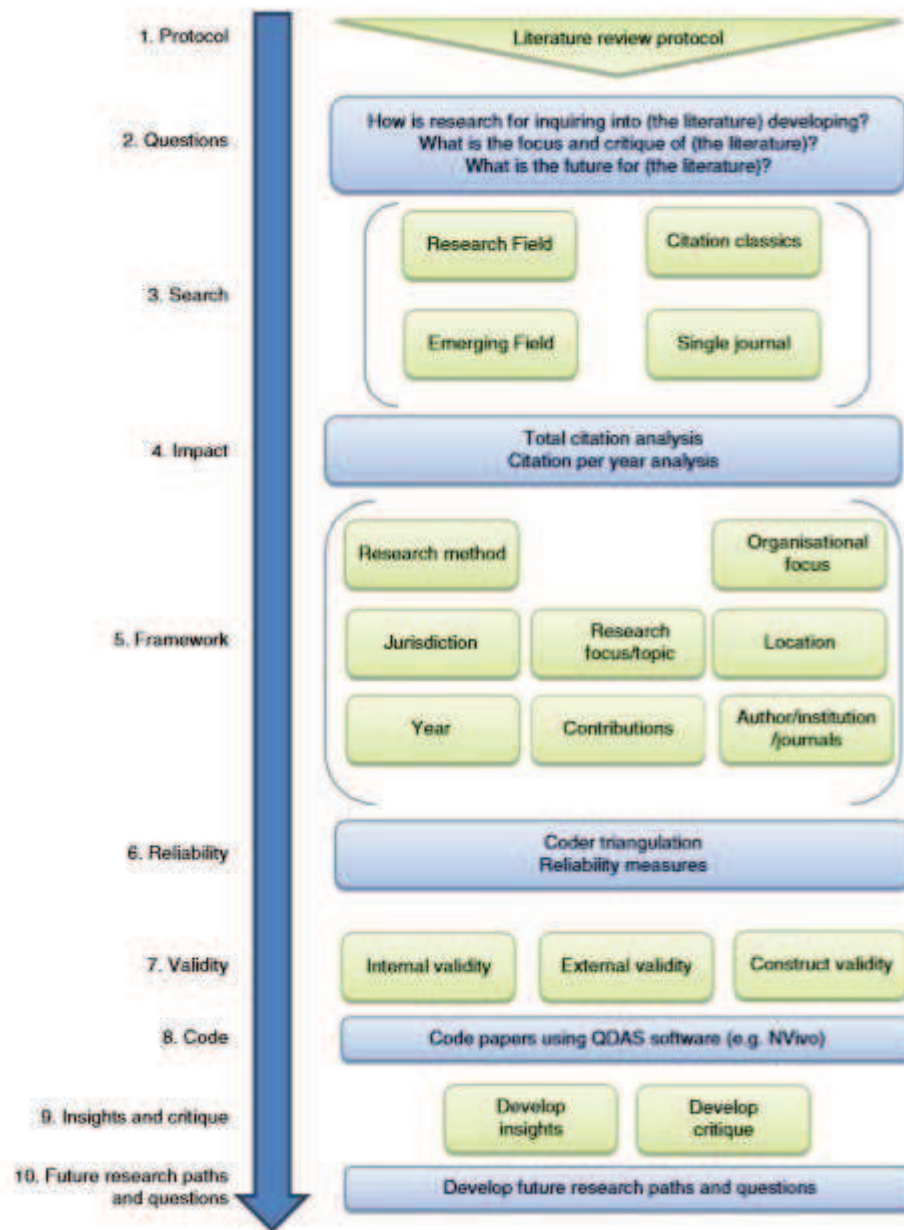 1. Protocol
Literature review protocol
2. Questions
How is research for inquiring into (the literature) developing?
What is the focus and critique of (the literature)?
What is the future for (the literature)?
3. Search
Research Field
Citation classics
Emerging Field
Single journal
4. Impact
Total citation analysis
Citation per year analysis
5. Framework
Research method
Organisational
focus
Jurisdiction
Research
focus/topic
Location
Year
Contributions
Author/institution
/journals
6. Reliability
Coder triangulation
Reliability measures
7. Validity
Internal validity
External validity
Construct validity
8. Code
Code papers using QDAS software (e.g. NVivo)
9. Insights and critique
Develop
insights
Develop
critique
10. Future research paths
and questions
Develop future research paths and questions